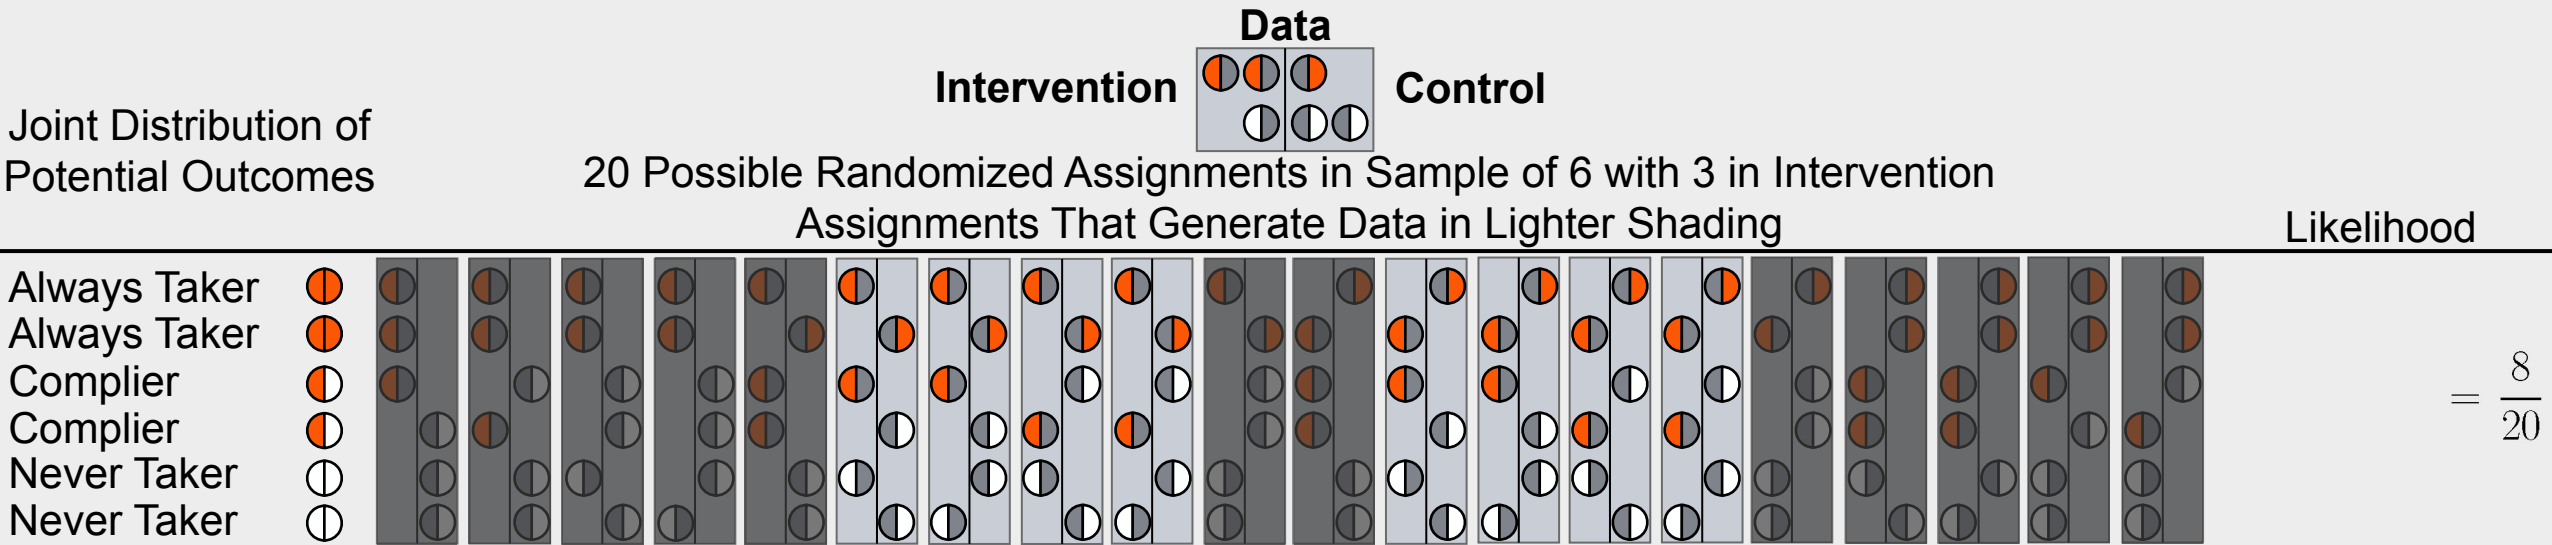 Data
Intervention Control
Joint Distribution of
Potential Outcomes
20 Possible Randomized Assignments in Sample of 6 with 3 in Intervention
Assignments That Generate Data in Lighter Shading
Likelihood
Always Taker
Always Taker
Complier
Complier
Never Taker
Never Taker
= 8/20